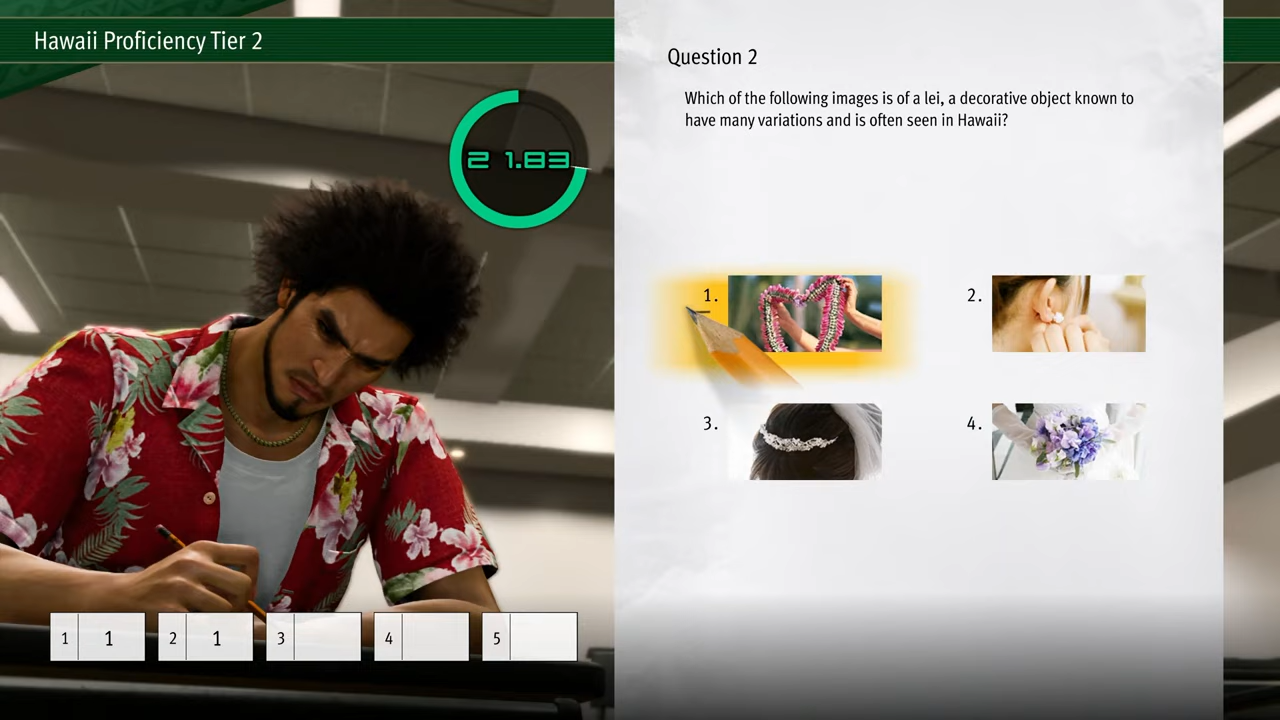 Hawaii Proficiency Tier 2
21.83
Question 2
Which of the following images is of a lei, a decorative object known to
have many variations and is often seen in Hawaii?
1.
2.
3.
4.
1 1
2 1
3
4
5